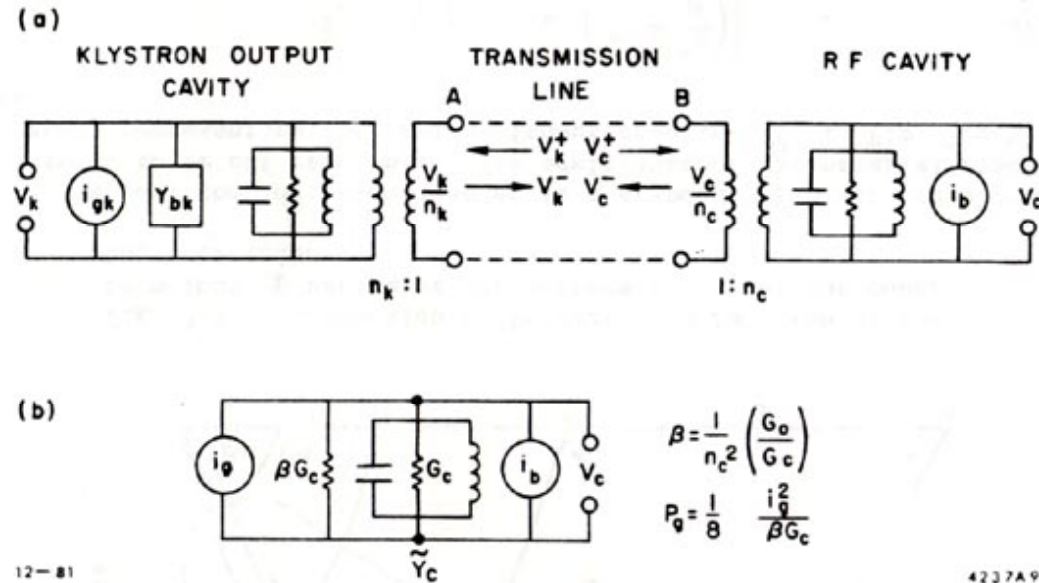 (a)
KLYSTRON OUTPUT CAVITY
TRANSMISSION LINE
RF CAVITY
A
B
V_k
i_gk
Y_bk
V_k/n_k
V_k^+ V_c^+
V_k^- V_c^-
V_c/n_c
i_b
V_c
n_k:1
1:n_c
(b)
i_g
βG_c
G_c
i_b
V_c
Ỹ_c
β = 1/n_c^2 (G_o/G_c)
P_g = 1/8 i_g^2/βG_c
12-81
4237A9